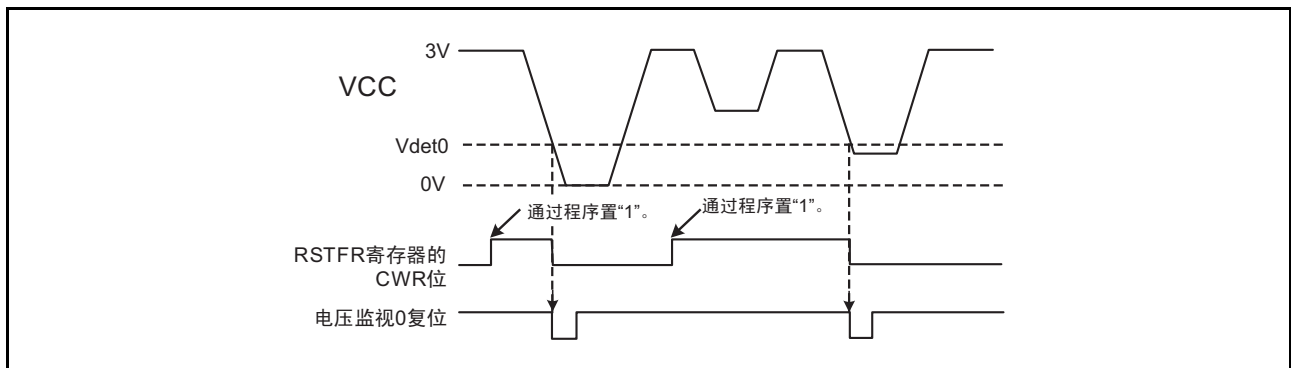 3V
VCC
Vdet0
0V
通过程序置“1”。
通过程序置“1”。
RSTFR寄存器的
CWR位
电压监视0复位